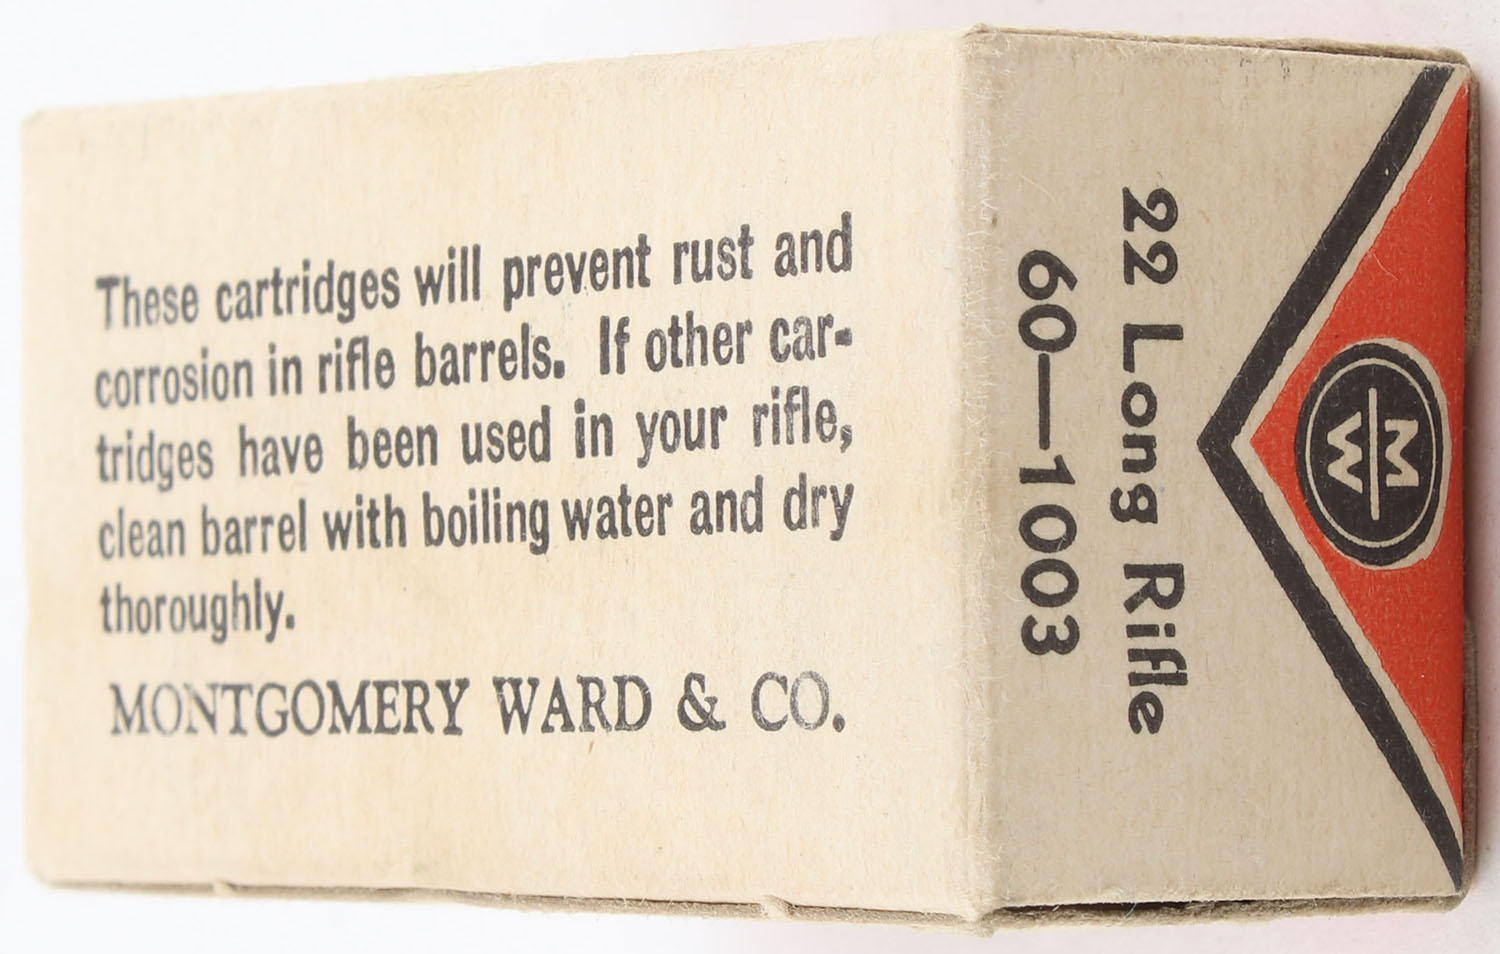 These cartridges will prevent rust and
corrosion in rifle barrels. If other car-
tridges have been used in your rifle,
clean barrel with boiling water and dry
thoroughly.
MONTGOMERY WARD & CO.
M
W
22 Long Rifle
60—1003